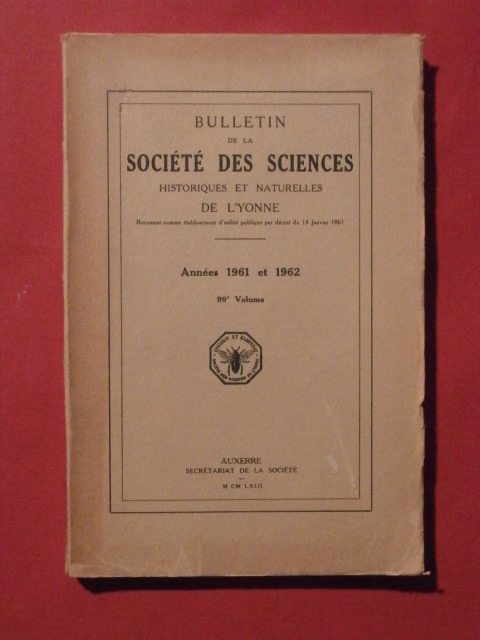 BULLETIN
DE LA
SOCIÉTÉ DES SCIENCES
HISTORIQUES ET NATURELLES
DE L'YONNE
Reconnue comme établissement d'utilité publique par décret du 14 Janvier 1861
Années 1961 et 1962
99e Volume
AUXERRE
SECRÉTARIAT DE LA SOCIÉTÉ
M CM LXIII